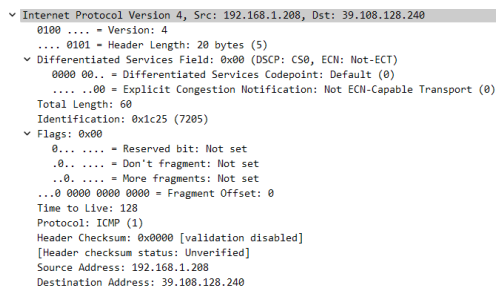 Internet Protocol Version 4, Src: 192.168.1.208, Dst: 39.108.128.240
0100 .... = Version: 4
.... 0101 = Header Length: 20 bytes (5)
Differentiated Services Field: 0x00 (DSCP: CS0, ECN: Not-ECT)
0000 00.. = Differentiated Services Codepoint: Default (0)
.... ..00 = Explicit Congestion Notification: Not ECN-Capable Transport (0)
Total Length: 60
Identification: 0x1c25 (7205)
Flags: 0x00
0... .... = Reserved bit: Not set
.0.. .... = Don't fragment: Not set
..0. .... = More fragments: Not set
...0 0000 0000 0000 = Fragment Offset: 0
Time to Live: 128
Protocol: ICMP (1)
Header Checksum: 0x0000 [validation disabled]
[Header checksum status: Unverified]
Source Address: 192.168.1.208
Destination Address: 39.108.128.240